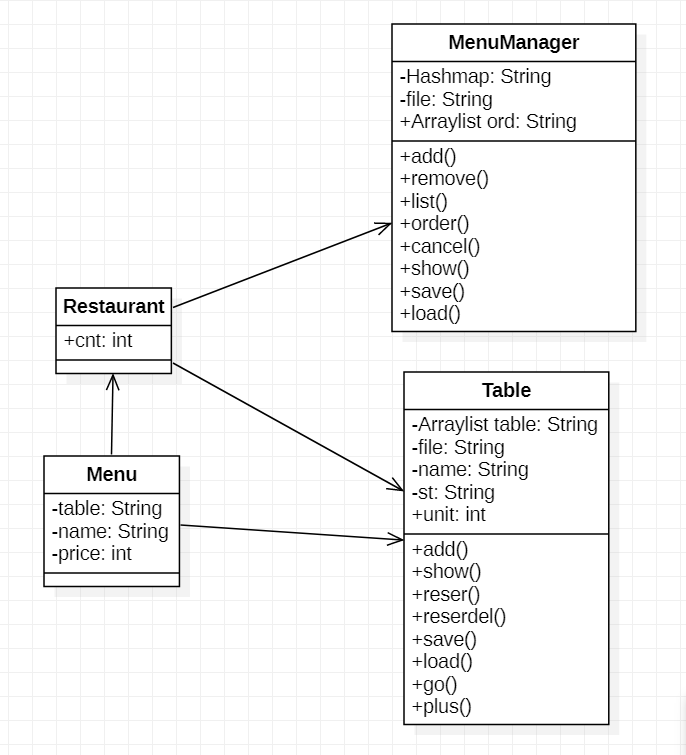 MenuManager
-Hashmap: String
-file: String
+Arraylist ord: String
+add()
+remove()
+list()
+order()
+cancel()
+show()
+save()
+load()
Restaurant
+cnt: int
Table
-Arraylist table: String
-file: String
-name: String
-st: String
+unit: int
+add()
+show()
+reser()
+reserdel()
+save()
+load()
+go()
+plus()
Menu
-table: String
-name: String
-price: int